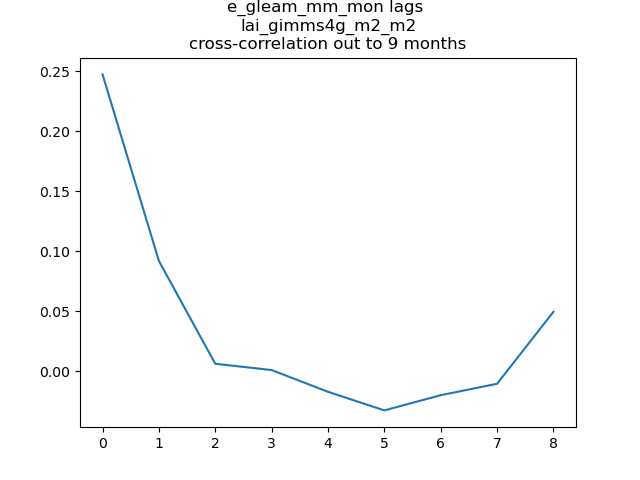 e_gleam_mm_mon lags
lai_gimms4g_m2_m2
cross-correlation out to 9 months
0.25
0.20
0.15
0.10
0.05
0.00
0 1 2 3 4 5 6 7 8